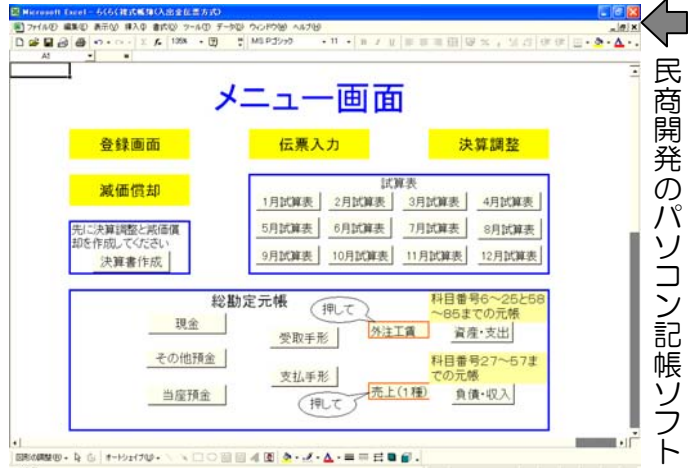 Microsoft Excel - らくらく複式帳簿(入出金伝票方式)
ファイル(F) 編集(E) 表示(V) 挿入(I) 書式(O) ツール(T) データ(D) ウィンドウ(W) ヘルプ(H)
MS Pゴシック 11
A1
メニュー画面
登録画面 伝票入力 決算調整
減価償却
試算表
1月試算表 2月試算表 3月試算表 4月試算表
5月試算表 6月試算表 7月試算表 8月試算表
9月試算表 10月試算表 11月試算表 12月試算表
先に決算調整と減価償
却を作成してください
決算書作成
総勘定元帳
現金
その他預金
当座預金
受取手形
支払手形
押して
外注工賃
科目番号6～25と58
～85までの元帳
資産・支出
科目番号27～57ま
での元帳
押して
売上(1種)
負債・収入
図形の調整(R) オートシェイプ(U)
民商開発のパソコン記帳ソフト